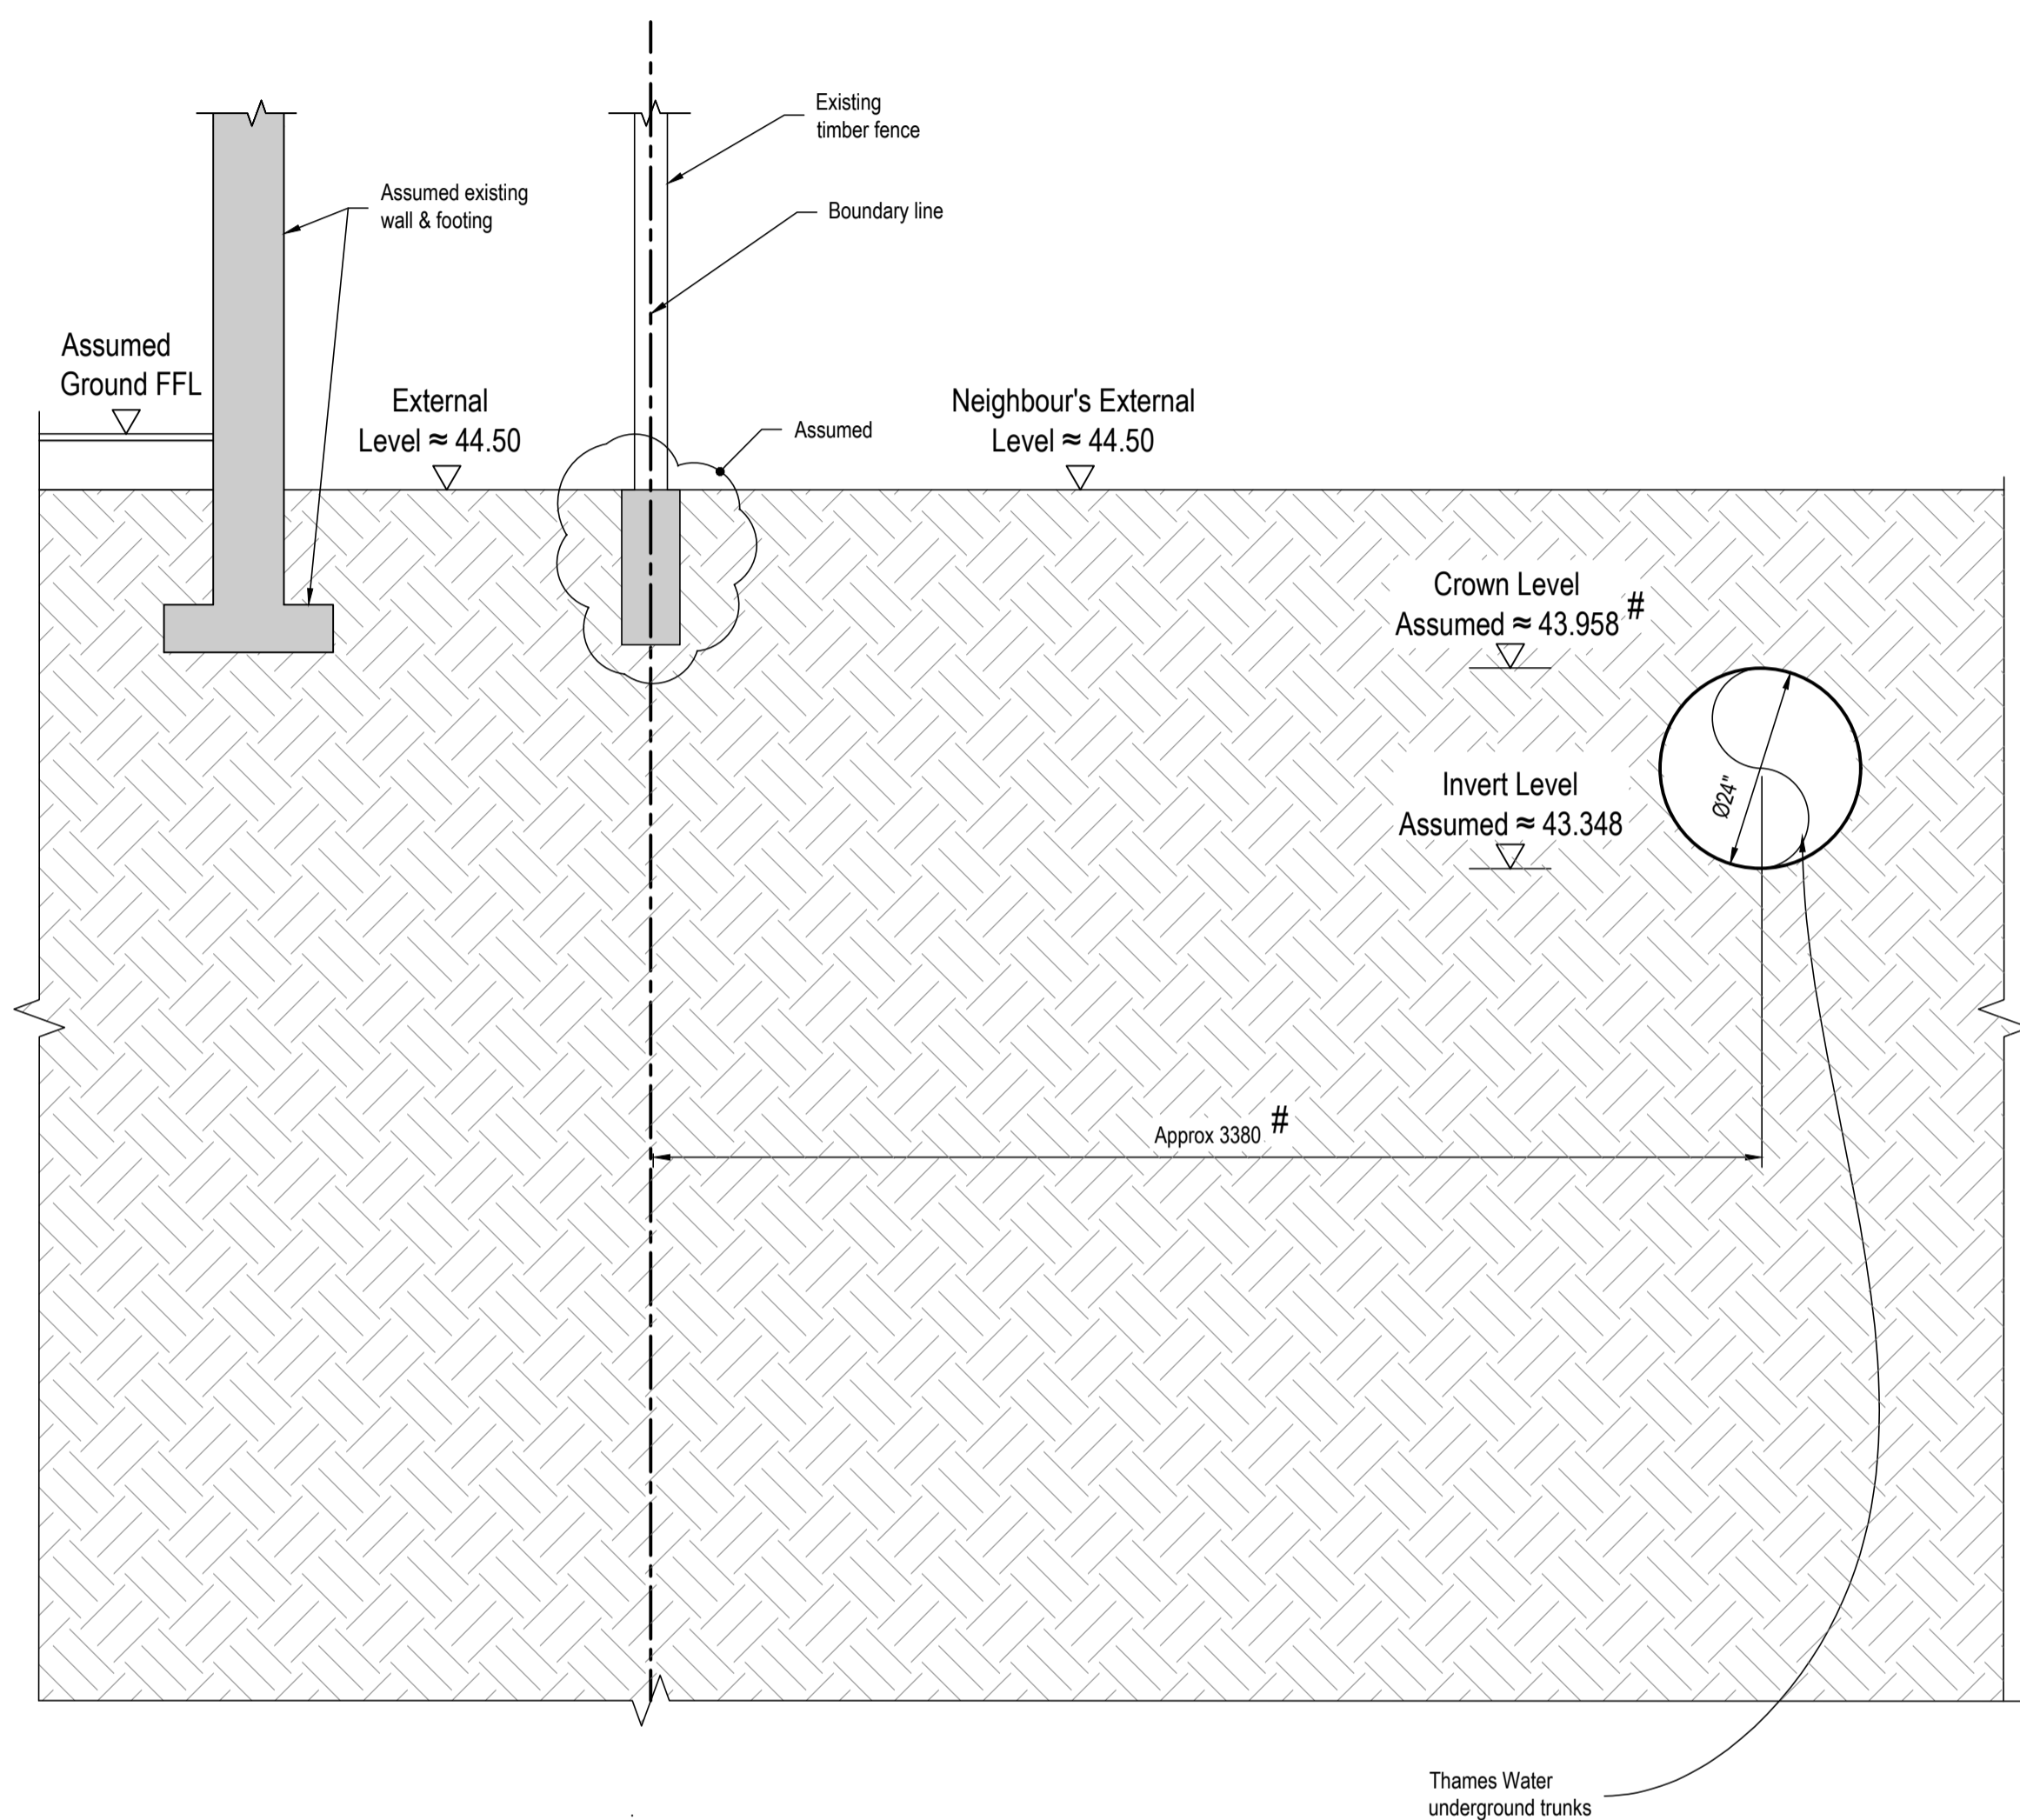 Existing
timber fence
Assumed existing
wall & footing
Boundary line
Assumed
Ground FFL
External
Level ≈ 44.50
Neighbour's External
Level ≈ 44.50
Assumed
Crown Level
Assumed ≈ 43.958 #
Invert Level
Assumed ≈ 43.348
Ø24"
Approx 3380 #
Thames Water
underground trunks